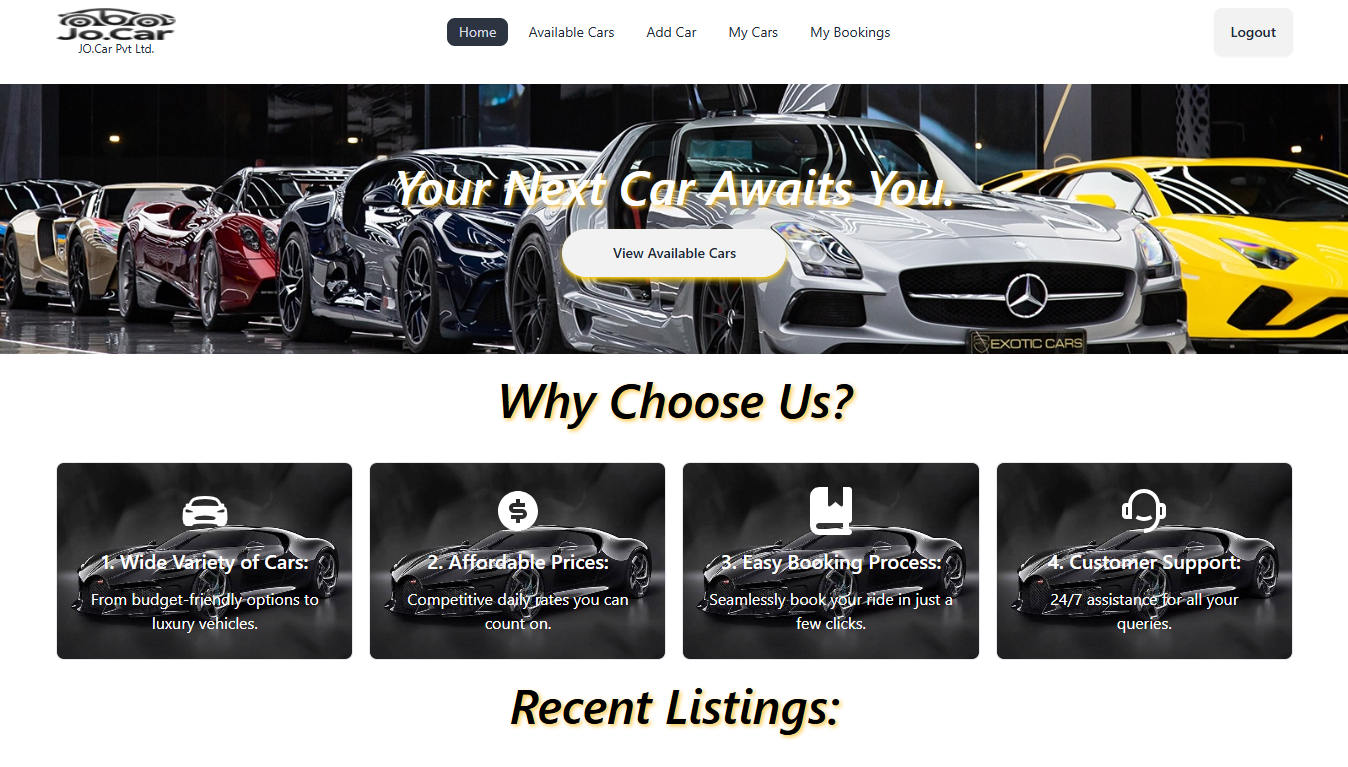 Jo.Car
JO.Car Pvt Ltd.
Home Available Cars Add Car My Cars My Bookings
Logout
Your Next Car Awaits You.
View Available Cars
EXOTIC CARS
Why Choose Us?
1. Wide Variety of Cars:
From budget-friendly options to
luxury vehicles.
2. Affordable Prices:
Competitive daily rates you can
count on.
3. Easy Booking Process:
Seamlessly book your ride in just a
few clicks.
4. Customer Support:
24/7 assistance for all your
queries.
Recent Listings: